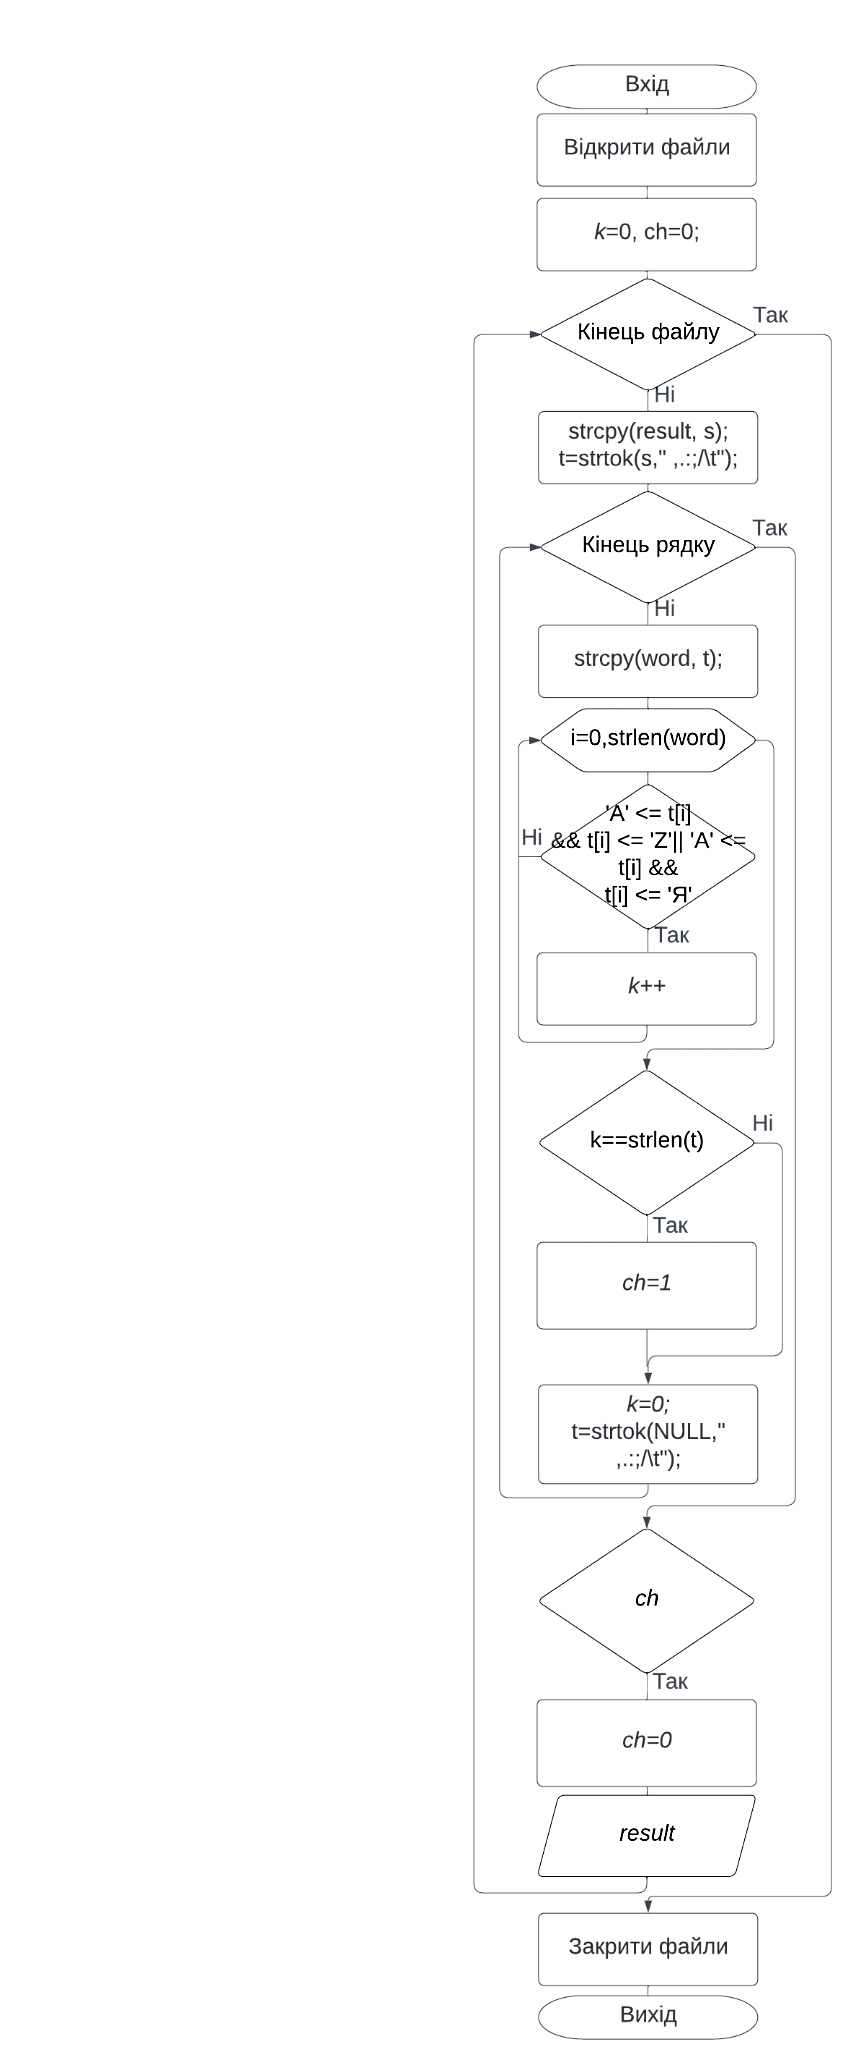 Вхід
Відкрити файли
k=0, ch=0;
Кінець файлу
Так
Ні
strcpy(result, s);
t=strtok(s," ,.:;/\t");
Кінець рядку
Так
Ні
strcpy(word, t);
i=0,strlen(word)
'A' <= t[i]
&& t[i] <= 'Z'|| 'А' <=
t[i] &&
t[i] <= 'Я'
Ні
Так
k++
k==strlen(t)
Ні
Так
ch=1
k=0;
t=strtok(NULL,"
,.:;/\t");
ch
Так
ch=0
result
Закрити файли
Вихід